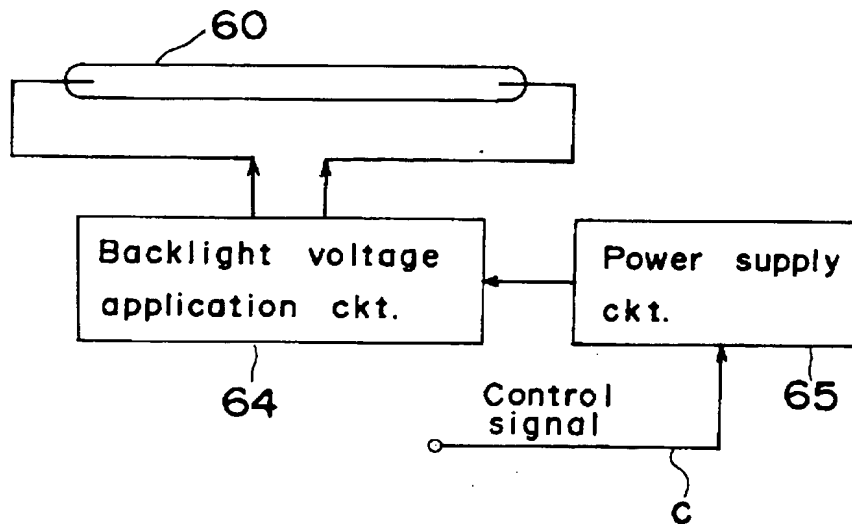 60
Backlight voltage
application ckt.
Power supply
ckt.
64
65
Control
signal
c